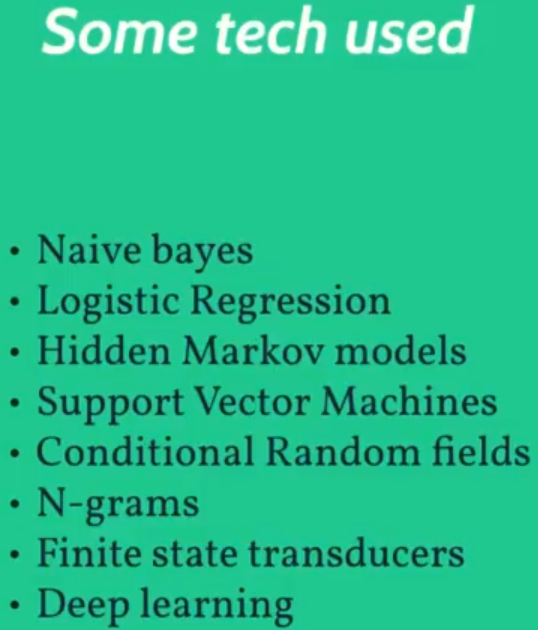 Some tech used
• Naive bayes
• Logistic Regression
• Hidden Markov models
• Support Vector Machines
• Conditional Random fields
• N-grams
• Finite state transducers
• Deep learning